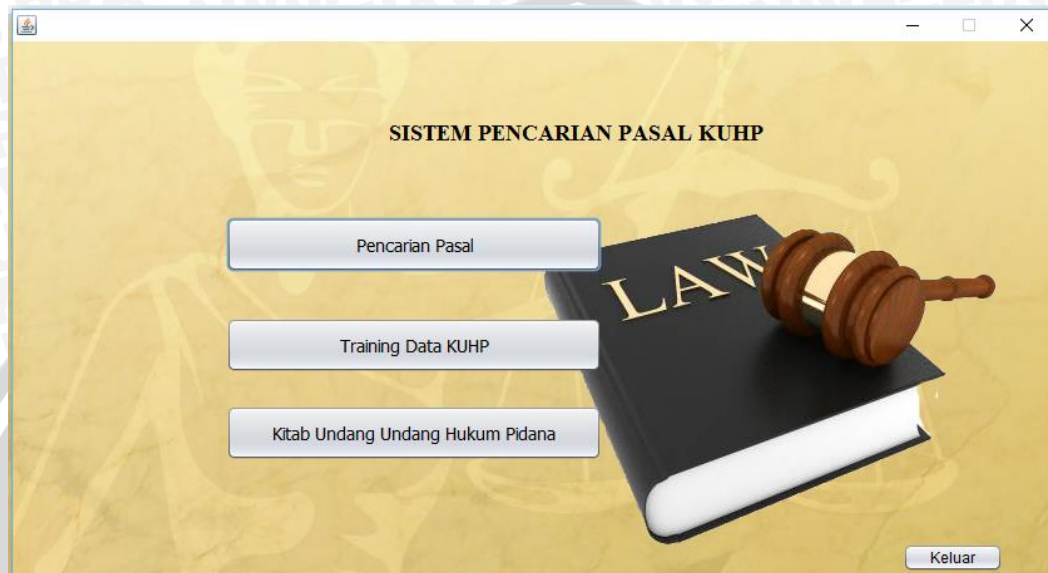 SISTEM PENCARIAN PASAL KUHP
Pencarian Pasal
LAW
Training Data KUHP
Kitab Undang Undang Hukum Pidana
Keluar